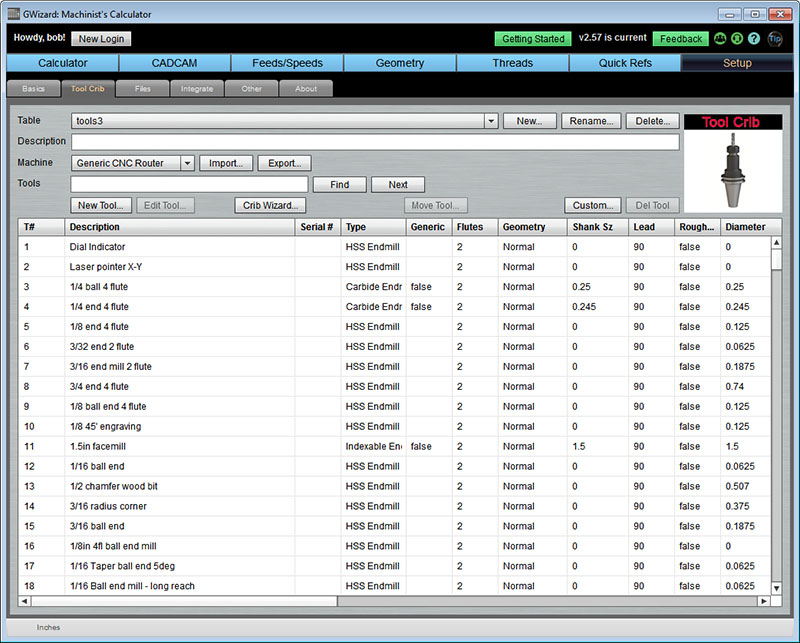 GWizard: Machinist's Calculator
Howdy, bob! New Login Getting Started v2.57 is current Feedback ? Tip
Calculator CADCAM Feeds/Speeds Geometry Threads Quick Refs Setup
Basics Tool Crib Files Integrate Other About
Table tools3 New... Rename... Delete... Tool Crib
Description
Machine Generic CNC Router Import... Export...
Tools Find Next
New Tool... Edit Tool... Crib Wizard... Move Tool... Custom... Del Tool
T# Description Serial # Type Generic Flutes Geometry Shank Sz Lead Rough... Diameter
1 Dial Indicator HSS Endmill 2 Normal 0 90 false 0
2 Laser pointer X-Y HSS Endmill 2 Normal 0 90 false 0
3 1/4 ball 4 flute Carbide Endr false 2 Normal 0.25 90 false 0.25
4 1/4 end 4 flute Carbide Endr false 2 Normal 0.245 90 false 0.245
5 1/8 end 4 flute HSS Endmill 2 Normal 0 90 false 0.125
6 3/32 end 2 flute HSS Endmill 2 Normal 0 90 false 0.0625
7 3/16 end mill 2 flute HSS Endmill 2 Normal 0 90 false 0.1875
8 3/4 end 4 flute HSS Endmill 2 Normal 0 90 false 0.74
9 1/8 ball end 4 flute HSS Endmill 2 Normal 0 90 false 0.125
10 1/8 45' engraving HSS Endmill 2 Normal 0 90 false 0.125
11 1.5in facemill Indexable En false 2 Normal 1.5 90 false 1.5
12 1/16 ball end HSS Endmill 2 Normal 0 90 false 0.0625
13 1/2 chamfer wood bit HSS Endmill 2 Normal 0 90 false 0.507
14 3/16 radius corner HSS Endmill 2 Normal 0 90 false 0.375
15 3/16 ball end HSS Endmill 2 Normal 0 90 false 0.1875
16 1/8in 4fl ball end mill HSS Endmill 2 Normal 0 90 false 0
17 1/16 Taper ball end 5deg HSS Endmill 2 Normal 0 90 false 0.0625
18 1/16 Ball end mill - long reach HSS Endmill 2 Normal 0 90 false 0.0625
Inches